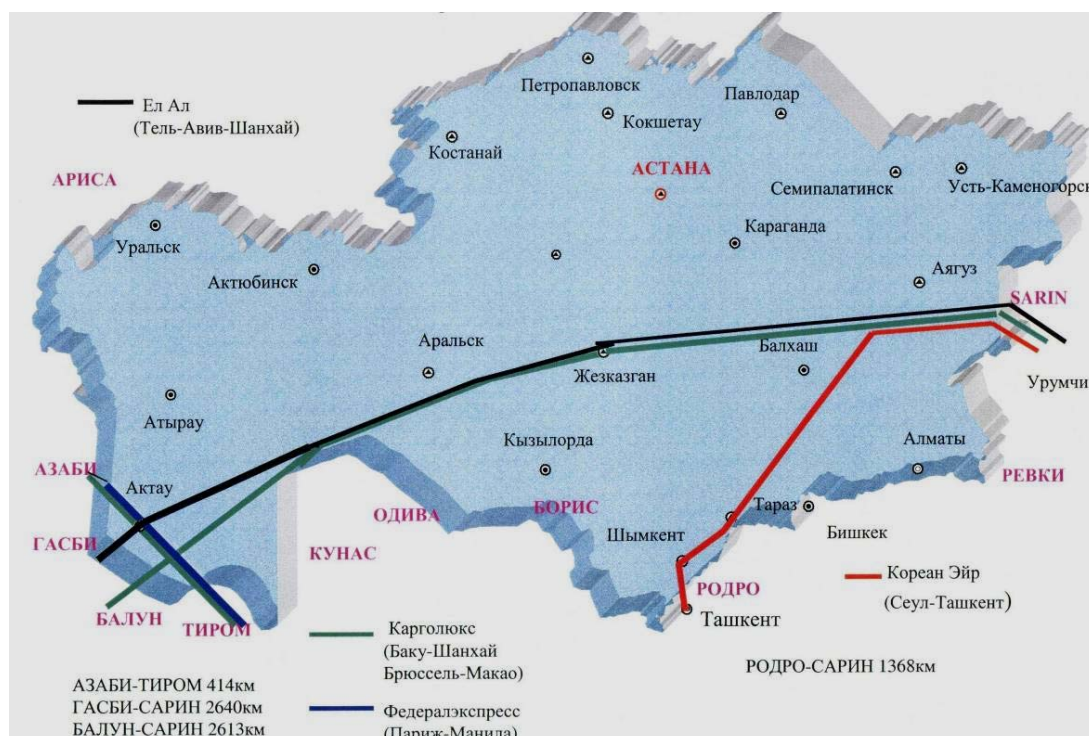 Петропавловск
Павлодар
Ел Ал
(Тель-Авив-Шанхай)
Кокшетау
Костанай
АСТАНА
АРИСА
Семипалатинск
Усть-Каменогорск
Уральск
Караганда
Актюбинск
Аягуз
SARIN
Аральск
Балхаш
Жезказган
Урумчи
Атырау
Кызылорда
Алматы
АЗАБИ
Актау
РЕВКИ
ОДИВА
БОРИС
Тараз
ГАСБИ
Шымкент
Бишкек
КУНАС
РОДРО
Кореан Эйр
(Сеул-Ташкент)
БАЛУН
ТИРОМ
Ташкент
Карголюкс
(Баку-Шанхай
Брюссель-Макао)
РОДРО-САРИН 1368км
АЗАБИ-ТИРОМ 414км
ГАСБИ-САРИН 2640км
БАЛУН-САРИН 2613км
Федералэкспресс
(Париж-Манила)